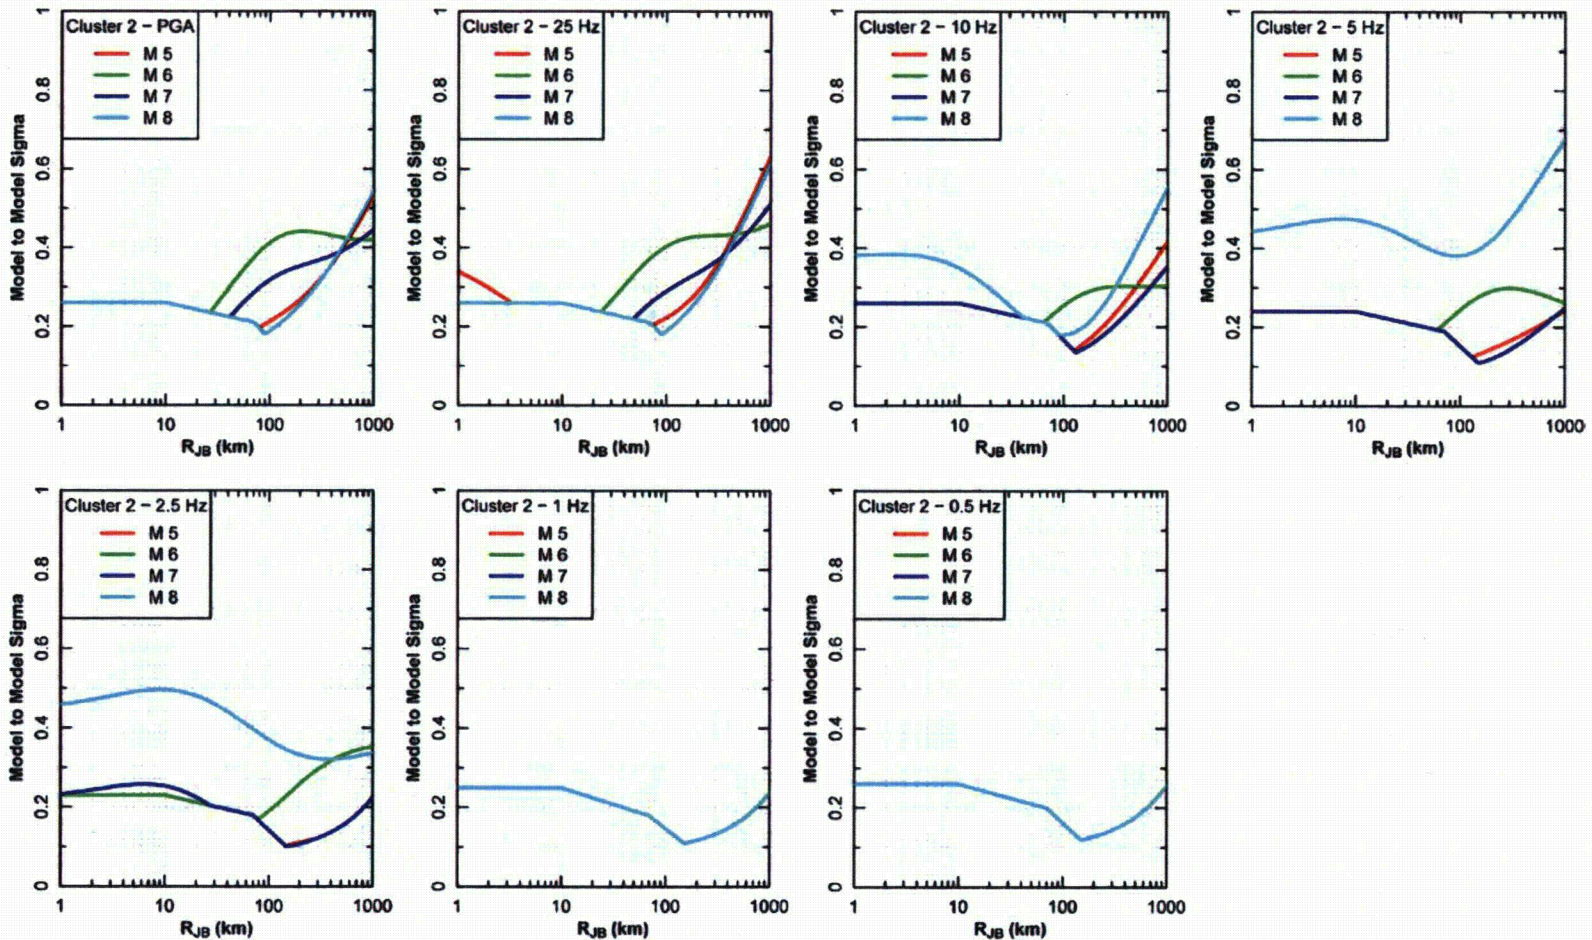 Cluster 2 – PGA
M 5
M 6
M 7
M 8
Model to Model Sigma
0 0.2 0.4 0.6 0.8 1
1 10 100 1000
RJB (km)
Cluster 2 – 25 Hz
M 5
M 6
M 7
M 8
Model to Model Sigma
0 0.2 0.4 0.6 0.8 1
1 10 100 1000
RJB (km)
Cluster 2 – 10 Hz
M 5
M 6
M 7
M 8
Model to Model Sigma
0 0.2 0.4 0.6 0.8 1
1 10 100 1000
RJB (km)
Cluster 2 – 5 Hz
M 5
M 6
M 7
M 8
Model to Model Sigma
0 0.2 0.4 0.6 0.8 1
1 10 100 1000
RJB (km)
Cluster 2 – 2.5 Hz
M 5
M 6
M 7
M 8
Model to Model Sigma
0 0.2 0.4 0.6 0.8 1
1 10 100 1000
RJB (km)
Cluster 2 – 1 Hz
M 5
M 6
M 7
M 8
Model to Model Sigma
0 0.2 0.4 0.6 0.8 1
1 10 100 1000
RJB (km)
Cluster 2 – 0.5 Hz
M 5
M 6
M 7
M 8
Model to Model Sigma
0 0.2 0.4 0.6 0.8 1
1 10 100 1000
RJB (km)